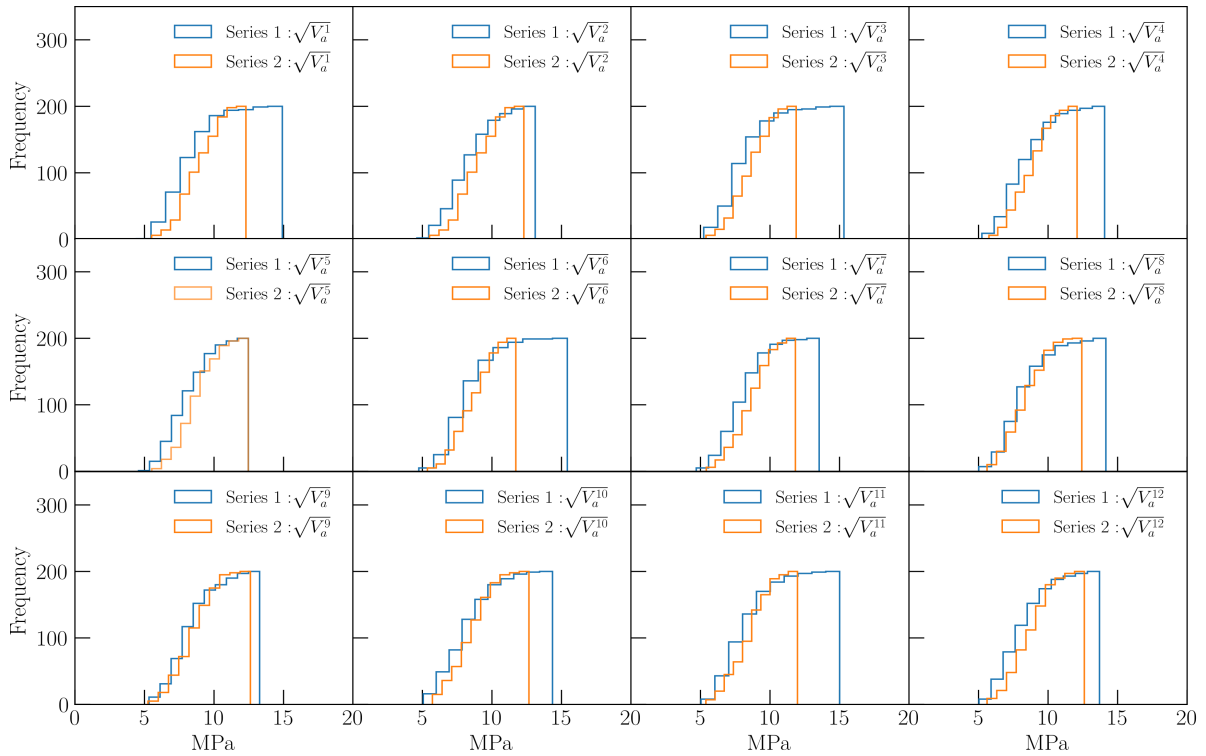 Series 1 : √V_a^1
Series 2 : √V_a^1
Series 1 : √V_a^2
Series 2 : √V_a^2
Series 1 : √V_a^3
Series 2 : √V_a^3
Series 1 : √V_a^4
Series 2 : √V_a^4
300
200
100
0
Frequency
Series 1 : √V_a^5
Series 2 : √V_a^5
Series 1 : √V_a^6
Series 2 : √V_a^6
Series 1 : √V_a^7
Series 2 : √V_a^7
Series 1 : √V_a^8
Series 2 : √V_a^8
300
200
100
0
Frequency
Series 1 : √V_a^9
Series 2 : √V_a^9
Series 1 : √V_a^10
Series 2 : √V_a^10
Series 1 : √V_a^11
Series 2 : √V_a^11
Series 1 : √V_a^12
Series 2 : √V_a^12
300
200
100
0
Frequency
0 5 10 15 20 5 10 15 20 5 10 15 20 5 10 15 20
MPa MPa MPa MPa